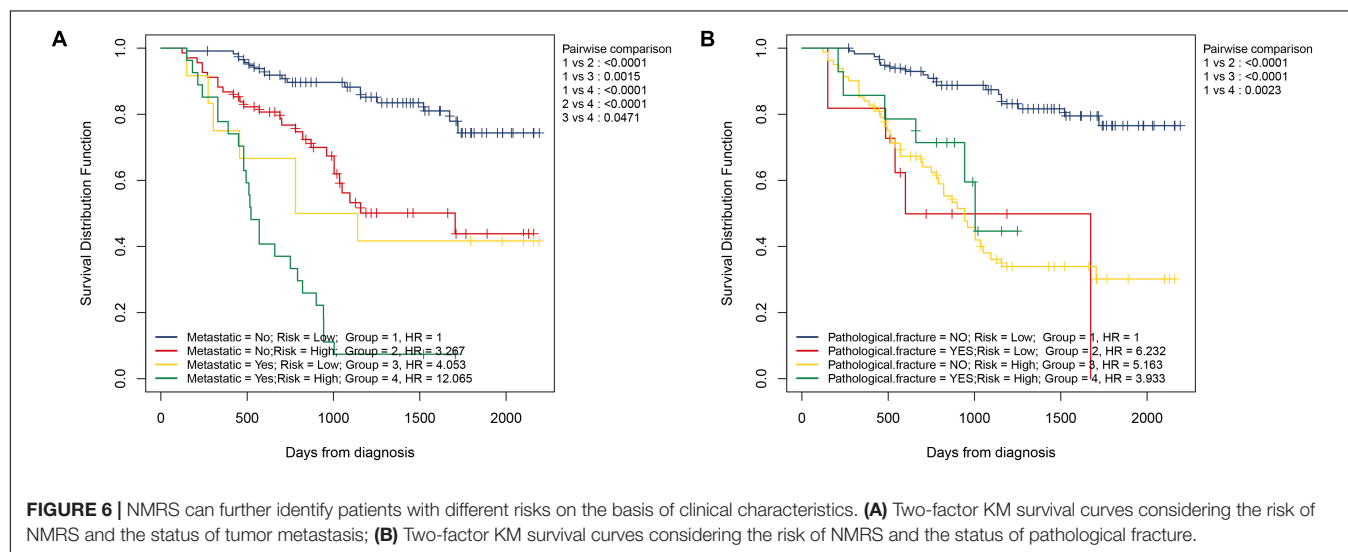 A
Survival Distribution Function
1.0
0.8
0.6
0.4
0.2
0.0
0
500
1000
1500
2000
Days from diagnosis
Metastatic = No; Risk = Low; Group = 1, HR = 1
Metastatic = No;Risk = High; Group = 2, HR = 3.267
Metastatic = Yes; Risk = Low; Group = 3, HR = 4.053
Metastatic = Yes;Risk = High; Group = 4, HR = 12.065
Pairwise comparison
1 vs 2 : <0.0001
1 vs 3 : 0.0015
1 vs 4 : <0.0001
2 vs 4 : <0.0001
3 vs 4 : 0.0471
B
Survival Distribution Function
1.0
0.8
0.6
0.4
0.2
0.0
0
500
1000
1500
2000
Days from diagnosis
Pathological.fracture = NO; Risk = Low; Group = 1, HR = 1
Pathological.fracture = YES;Risk = Low; Group = 2, HR = 6.232
Pathological.fracture = NO; Risk = High; Group = 3, HR = 5.163
Pathological.fracture = YES;Risk = High; Group = 4, HR = 3.933
Pairwise comparison
1 vs 2 : <0.0001
1 vs 3 : <0.0001
1 vs 4 : 0.0023
FIGURE 6 | NMRS can further identify patients with different risks on the basis of clinical characteristics. (A) Two-factor KM survival curves considering the risk of
NMRS and the status of tumor metastasis; (B) Two-factor KM survival curves considering the risk of NMRS and the status of pathological fracture.